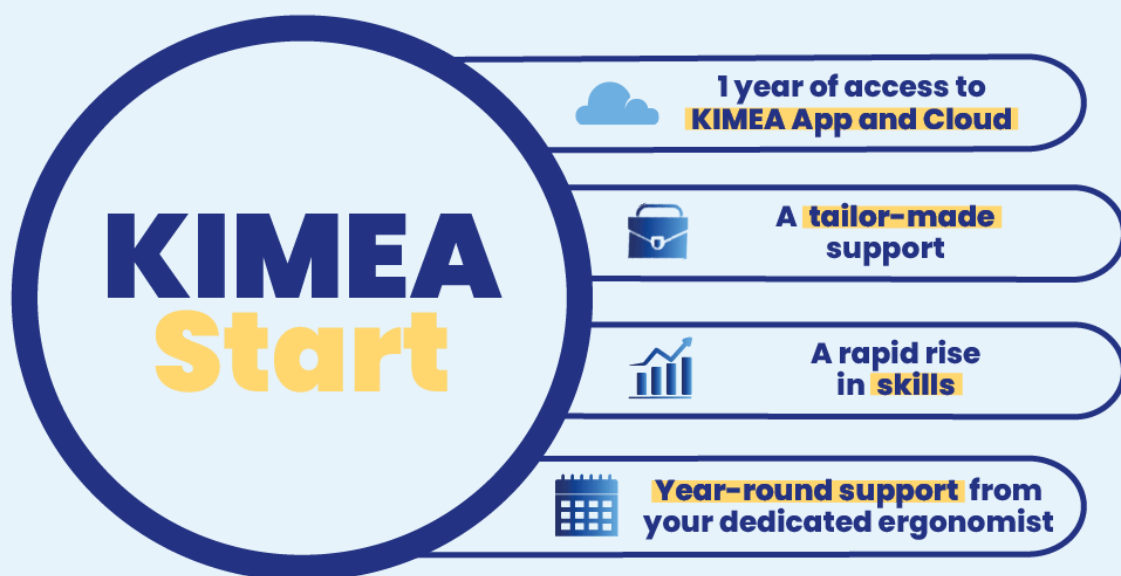 KIMEA
Start
1 year of access to
KIMEA App and Cloud
A tailor-made
support
A rapid rise
in skills
Year-round support from
your dedicated ergonomist